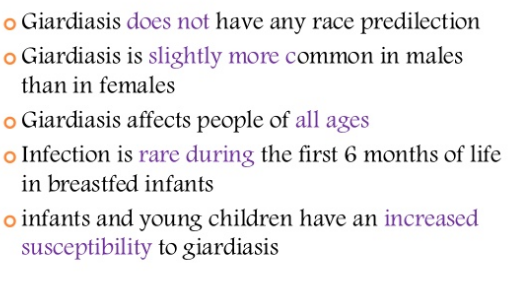 Giardiasis does not have any race predilection
Giardiasis is slightly more common in males
than in females
Giardiasis affects people of all ages
Infection is rare during the first 6 months of life
in breastfed infants
infants and young children have an increased
susceptibility to giardiasis